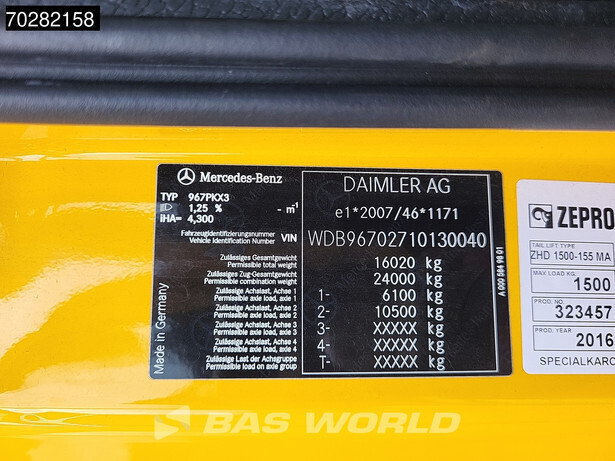 70282158
Mercedes-Benz
TYP 967PKX3
1,25 % - m⁻¹
IHA= 4,300
Fahrzeugidentifizierungsnummer
Vehicle Identification Number VIN
Zulässiges Gesamtgewicht
Permissible total weight
Zulässiges Zug-Gesamtgewicht
Permissible combination weight
Zulässige Achslast, Achse 1
Permissible axle load, axle 1
Zulässige Achslast, Achse 2
Permissible axle load, axle 2
Zulässige Achslast, Achse 3
Permissible axle load, axle 3
Zulässige Achslast, Achse 4
Permissible axle load, axle 4
Zulässige Last der Achsgruppe
Permissible load on axle group
Made in Germany
DAIMLER AG
e1*2007/46*1171
WDB96702710130040
16020 kg
24000 kg
1- 6100 kg
2- 10500 kg
3- XXXXX kg
4- XXXXX kg
T- XXXXX kg
A 000 584 98 01
ZEPRO
TAIL LIFT TYPE
ZHD 1500-155 MA
MAX LOAD.KG.
1500
PROD.NO.
323457
PROD.YEAR
2016
SPECIALKARO
BAS WORLD